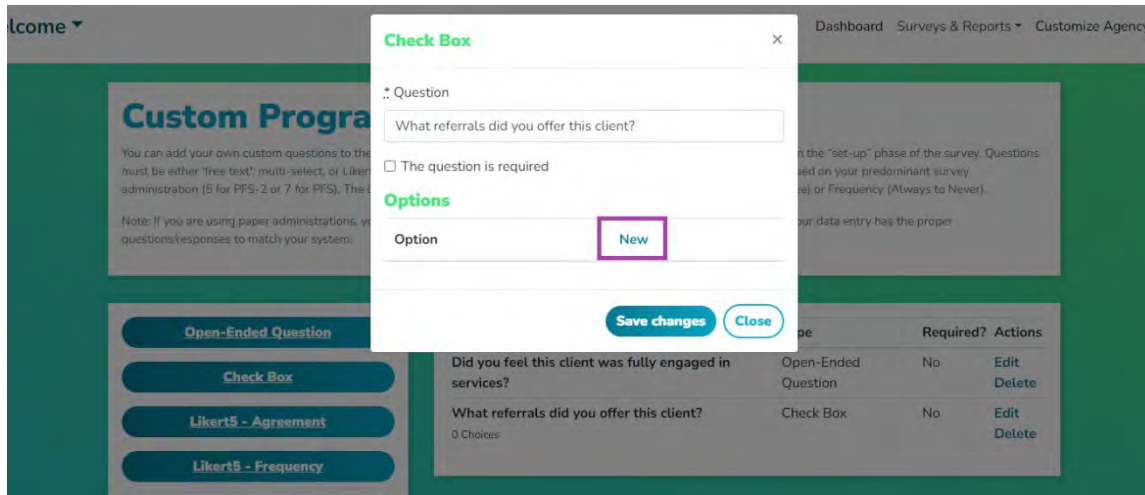 lcome
Dashboard Surveys & Reports Customize Agency
Check Box ×
* Question
What referrals did you offer this client?
The question is required
Options
Option New
Save changes Close
Custom Progra
You can add your own custom questions to the
n the "set-up" phase of the survey. Questions
must be either 'free text', multi-select, or Liker
ed on your predominant survey
administration (6 for PFS-2 or 7 for PFS). The
ee) or Frequency (Always to Never).
Note: If you are using paper administrations, y
our data entry has the proper
questions/responses to match your system.
Open-Ended Question
Check Box
Likert5 - Agreement
Likert5 - Frequency
pe Required? Actions
Did you feel this client was fully engaged in
services?
Open-Ended
Question
No
Edit
Delete
What referrals did you offer this client?
0 Choices
Check Box
No
Edit
Delete